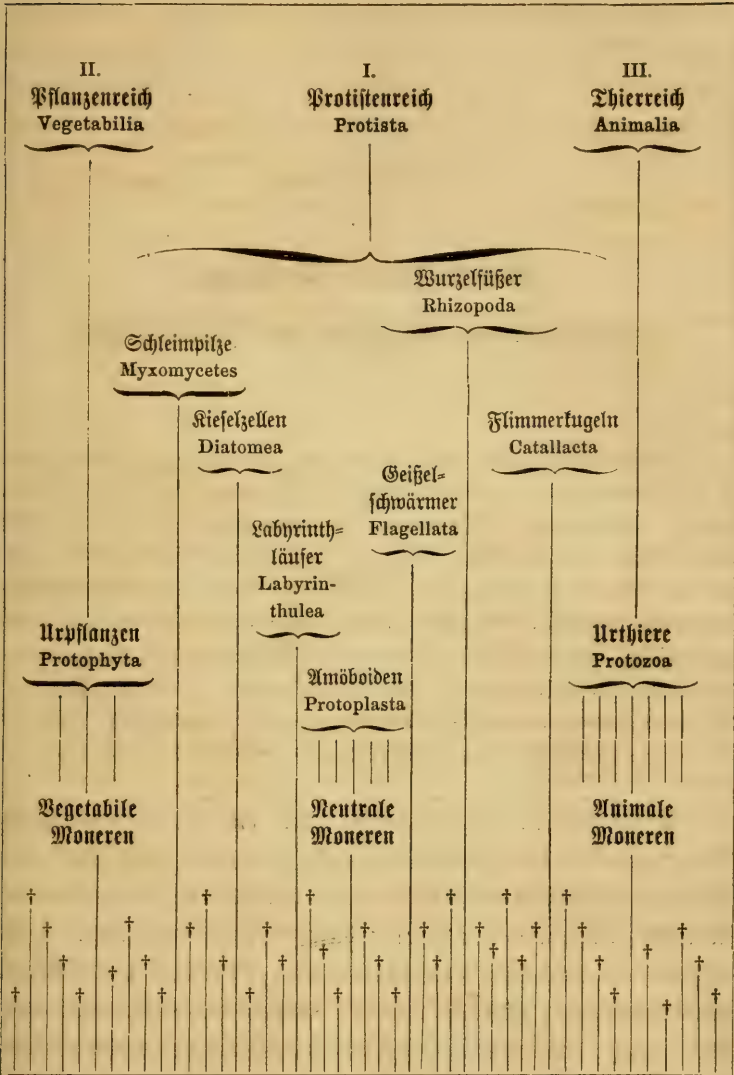 II.
Pflanzenreich
Vegetabilia
I.
Protistenreich
Protista
III.
Thierreich
Animalia
Wurzelfüßer
Rhizopoda
Schleimpilze
Myxomycetes
Kieselzellen
Diatomea
Flimmerkugeln
Catallacta
Geißel=
schwärmer
Flagellata
Labyrinth=
läufer
Labyrin-
thulea
Urpflanzen
Protophyta
Urthiere
Protozoa
Amöboiden
Protoplasta
Vegetabile
Moneren
Neutrale
Moneren
Animale
Moneren